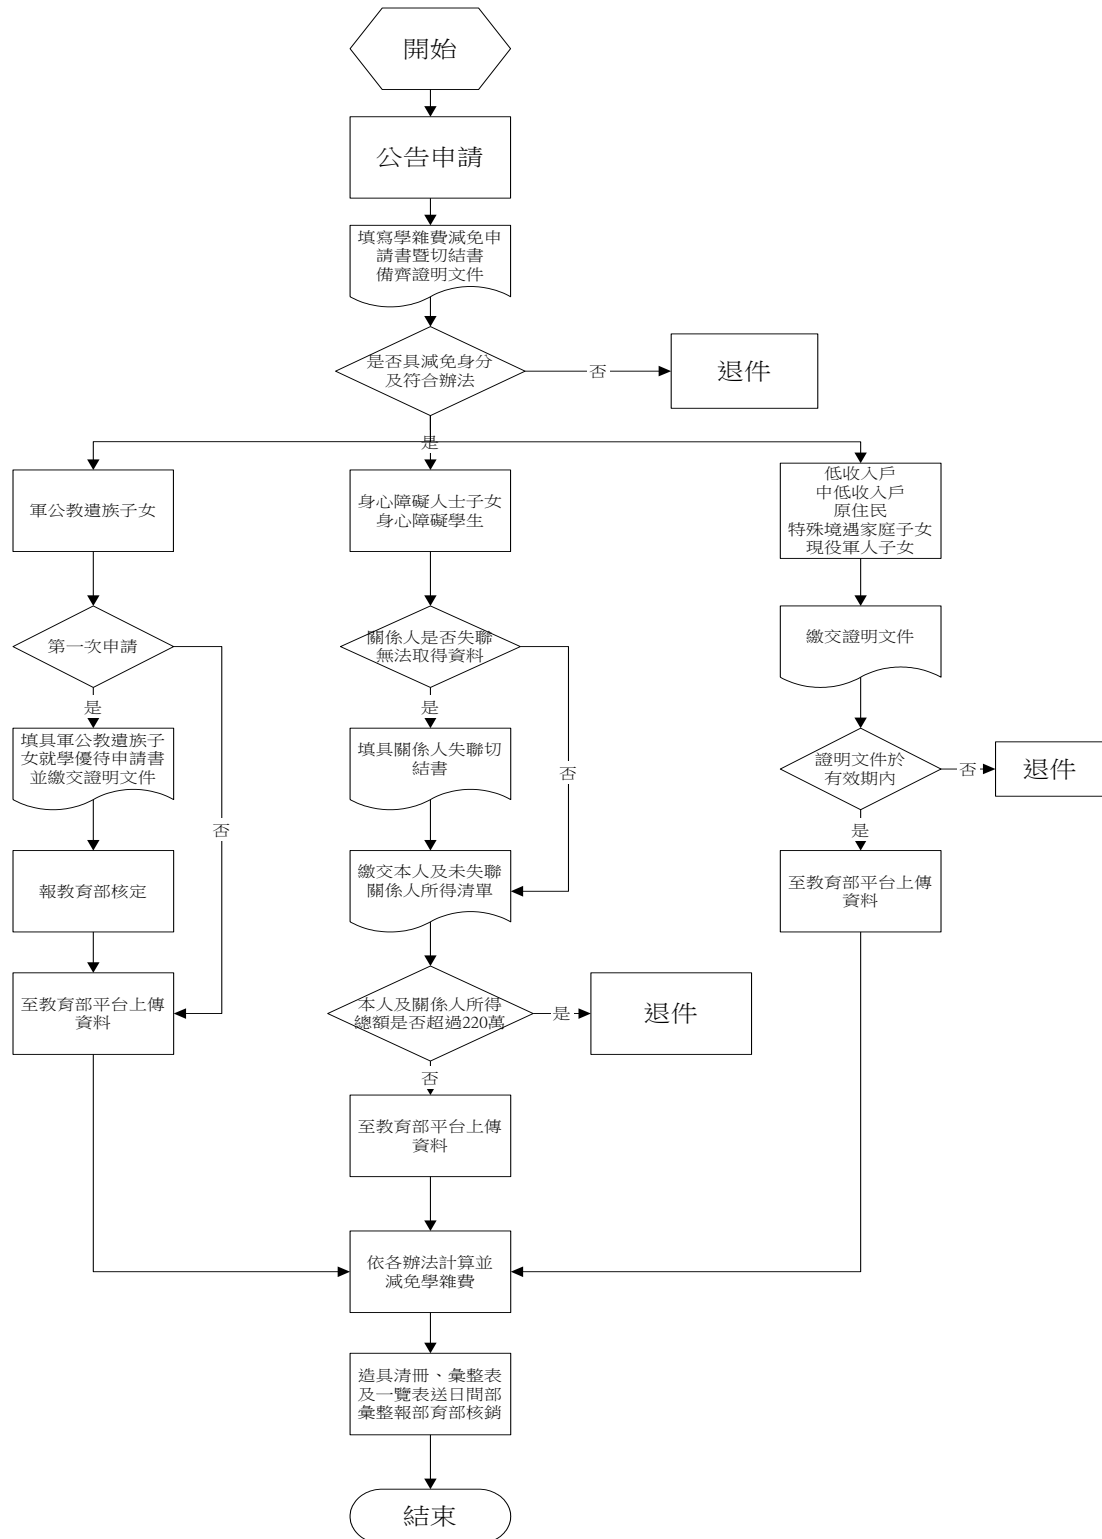 開始
公告申請
填寫學雜費減免申
請書暨切結書
備齊證明文件
是否具減免身分
及符合辦法
否
退件
是
軍公教遺族子女
第一次申請
是
填具軍公教遺族子
女就學優待申請書
並繳交證明文件
否
報教育部核定
至教育部平台上傳
資料
身心障礙人士子女
身心障礙學生
關係人是否失聯
無法取得資料
是
填具關係人失聯切
結書
否
繳交本人及未失聯
關係人所得清單
本人及關係人所得
總額是否超過220萬
是
退件
否
至教育部平台上傳
資料
低收入戶
中低收入戶
原住民
特殊境遇家庭子女
現役軍人子女
繳交證明文件
證明文件於
有效期內
否
退件
是
至教育部平台上傳
資料
依各辦法計算並
減免學雜費
造具清冊、彙整表
及一覽表送日間部
彙整報部育部核銷
結束